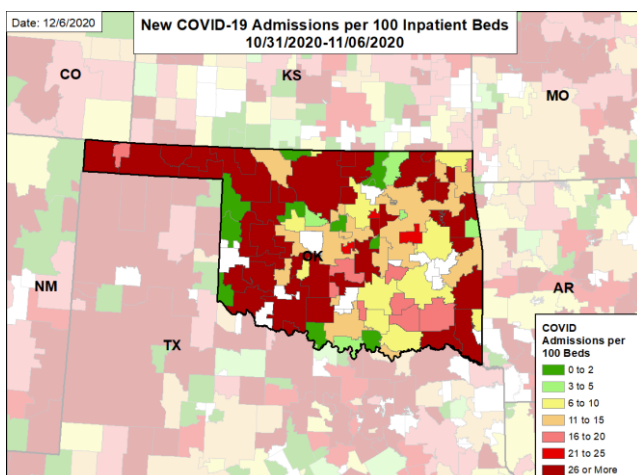 Date: 12/6/2020
New COVID-19 Admissions per 100 Inpatient Beds
10/31/2020-11/06/2020
CO
KS
MO
OK
NM
AR
TX
COVID
Admissions per
100 Beds
0 to 2
3 to 5
6 to 10
11 to 15
16 to 20
21 to 25
26 or More